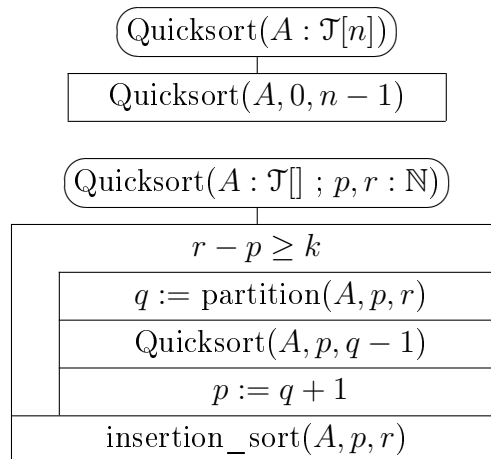 Quicksort(A : 𝒯[n])
Quicksort(A, 0, n − 1)
Quicksort(A : 𝒯[] ; p, r : ℕ)
r − p ≥ k
q := partition(A, p, r)
Quicksort(A, p, q − 1)
p := q + 1
insertion_sort(A, p, r)